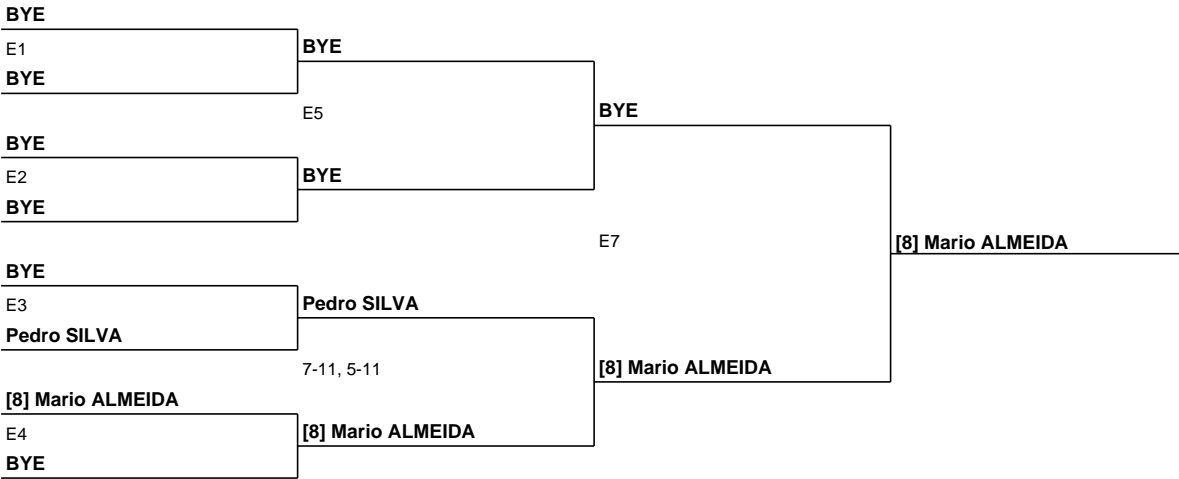 BYE
E1
BYE
BYE
E5
BYE
BYE
E2
BYE
BYE
E7
[8] Mario ALMEIDA
BYE
E3
Pedro SILVA
Pedro SILVA
7-11, 5-11
[8] Mario ALMEIDA
[8] Mario ALMEIDA
E4
[8] Mario ALMEIDA
BYE
BYE